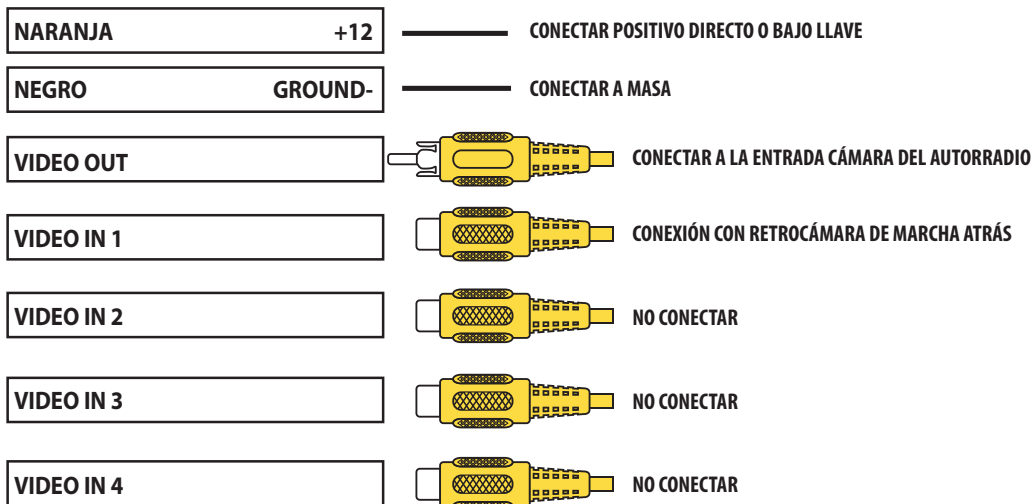 NARANJA +12 CONECTAR POSITIVO DIRECTO O BAJO LLAVE
NEGRO GROUND- CONECTAR A MASA
VIDEO OUT CONECTAR A LA ENTRADA CÁMARA DEL AUTORRADIO
VIDEO IN 1 CONEXIÓN CON RETROCÁMARA DE MARCHA ATRÁS
VIDEO IN 2 NO CONECTAR
VIDEO IN 3 NO CONECTAR
VIDEO IN 4 NO CONECTAR